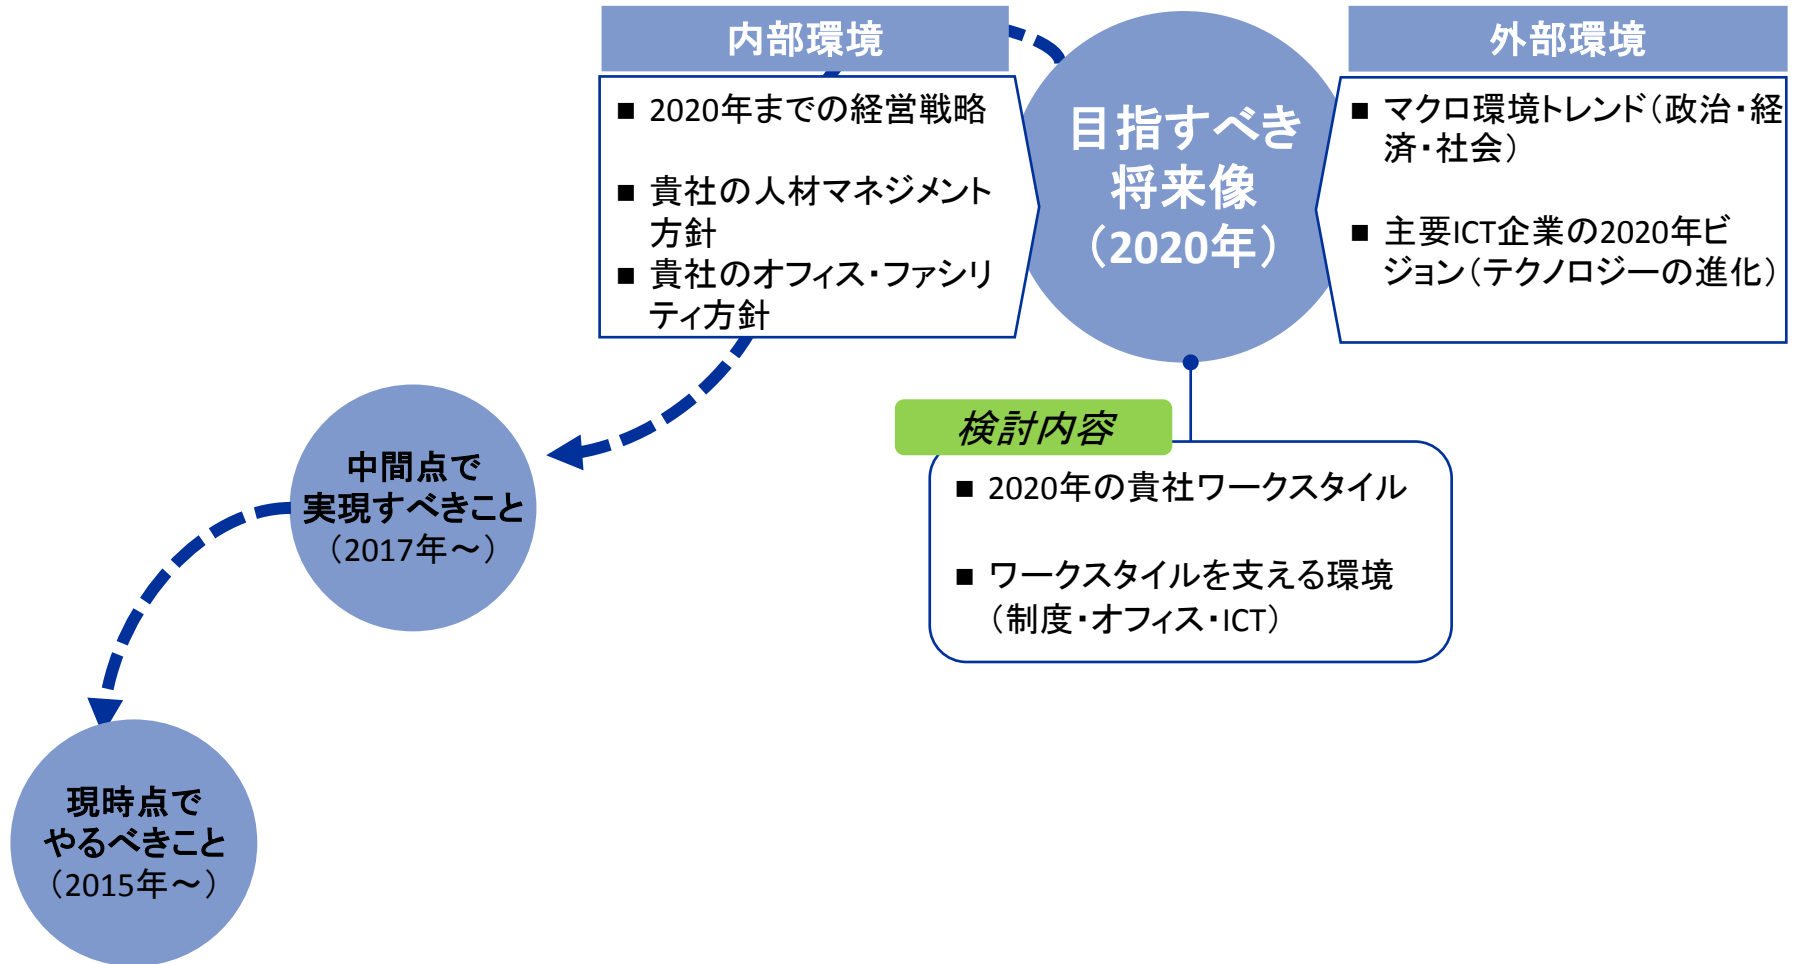 内部環境
■ 2020年までの経営戦略
■ 貴社の人材マネジメント
方針
■ 貴社のオフィス・ファシリ
ティ方針
目指すべき
将来像
（2020年）
外部環境
■ マクロ環境トレンド（政治・経
済・社会）
■ 主要ICT企業の2020年ビ
ジョン（テクノロジーの進化）
検討内容
■ 2020年の貴社ワークスタイル
■ ワークスタイルを支える環境
（制度・オフィス・ICT）
中間点で
実現すべきこと
（2017年～）
現時点で
やるべきこと
（2015年～）